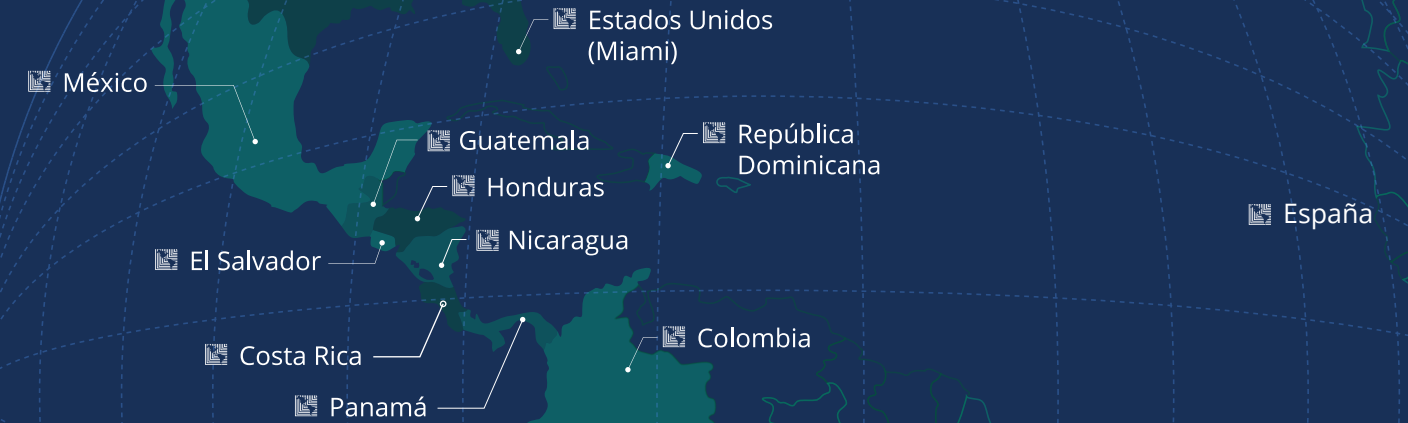 Estados Unidos
(Miami)
México
Guatemala
República
Dominicana
Honduras
España
Nicaragua
El Salvador
Colombia
Costa Rica
Panamá